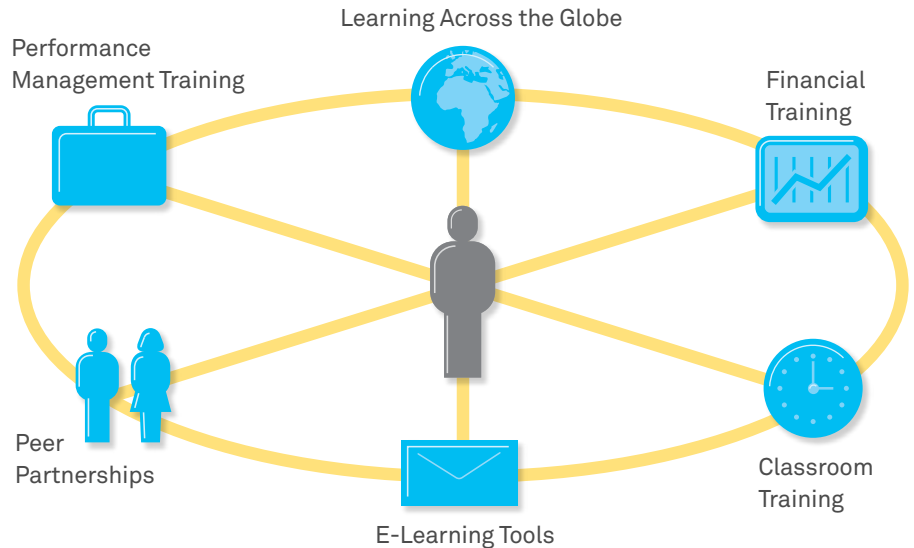 Learning Across the Globe
Performance
Management Training
Financial
Training
Peer
Partnerships
Classroom
Training
E-Learning Tools